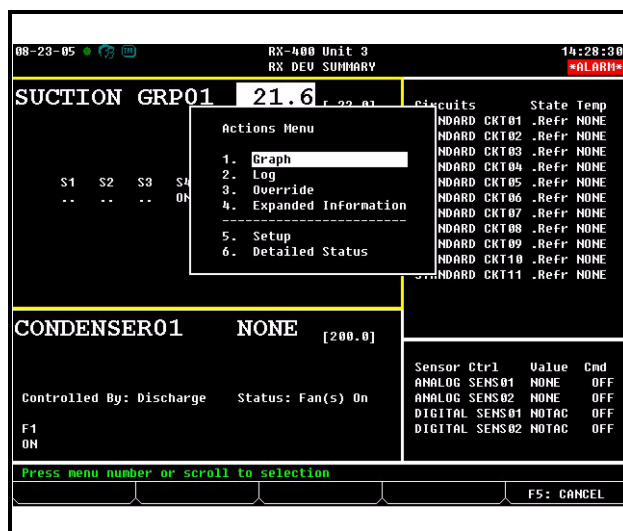 08-23-05 RX-400 Unit 3 14:28:30
RX DEV SUMMARY *ALARM*
SUCTION GRP01 21.6
Circuits State Temp
NDARD CKT01 .Refr NONE
NDARD CKT02 .Refr NONE
NDARD CKT03 .Refr NONE
NDARD CKT04 .Refr NONE
NDARD CKT05 .Refr NONE
NDARD CKT06 .Refr NONE
NDARD CKT07 .Refr NONE
NDARD CKT08 .Refr NONE
NDARD CKT09 .Refr NONE
NDARD CKT10 .Refr NONE
STANDARD CKT11 .Refr NONE
S1 S2 S3 S4
.. .. .. ON
Actions Menu
1. Graph
2. Log
3. Override
4. Expanded Information
-----------------------
5. Setup
6. Detailed Status
CONDENSER01 NONE [200.0]
Controlled By: Discharge Status: Fan(s) On
F1
ON
Sensor Ctrl Value Cmd
ANALOG SENS01 NONE OFF
ANALOG SENS02 NONE OFF
DIGITAL SENS01 NOTAC OFF
DIGITAL SENS02 NOTAC OFF
Press menu number or scroll to selection
F5: CANCEL